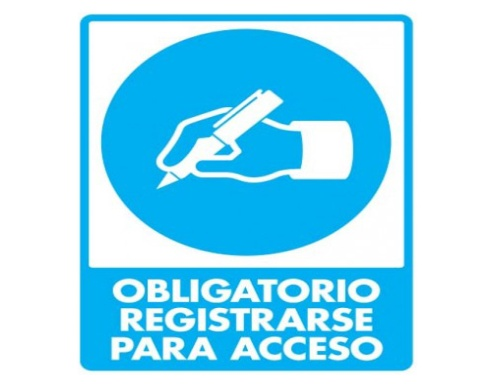 OBLIGATORIO
REGISTRARSE
PARA ACCESO